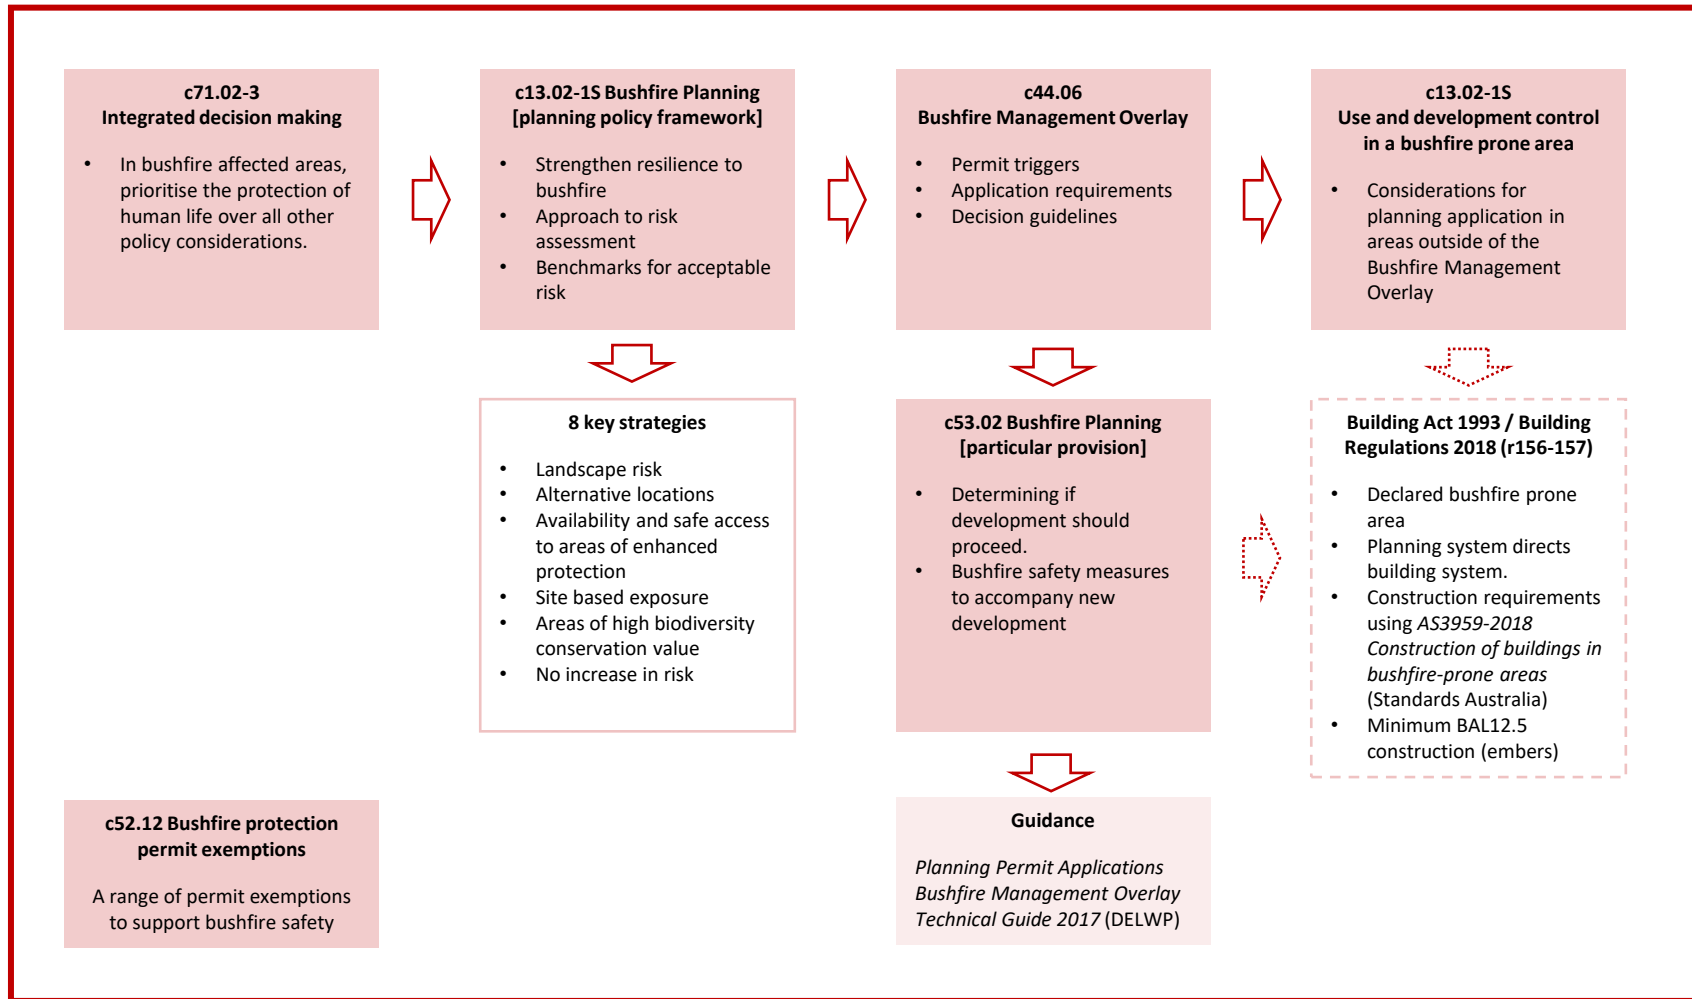 c71.02-3
Integrated decision making
• In bushfire affected areas,
prioritise the protection of
human life over all other
policy considerations.
c13.02-1S Bushfire Planning
[planning policy framework]
• Strengthen resilience to
bushfire
• Approach to risk
assessment
• Benchmarks for acceptable
risk
c44.06
Bushfire Management Overlay
• Permit triggers
• Application requirements
• Decision guidelines
c13.02-1S
Use and development control
in a bushfire prone area
• Considerations for
planning application in
areas outside of the
Bushfire Management
Overlay
8 key strategies
• Landscape risk
• Alternative locations
• Availability and safe access
to areas of enhanced
protection
• Site based exposure
• Areas of high biodiversity
conservation value
• No increase in risk
c53.02 Bushfire Planning
[particular provision]
• Determining if
development should
proceed.
• Bushfire safety measures
to accompany new
development
Building Act 1993 / Building
Regulations 2018 (r156-157)
• Declared bushfire prone
area
• Planning system directs
building system.
• Construction requirements
using AS3959-2018
Construction of buildings in
bushfire-prone areas
(Standards Australia)
• Minimum BAL12.5
construction (embers)
c52.12 Bushfire protection
permit exemptions
A range of permit exemptions
to support bushfire safety
Guidance
Planning Permit Applications
Bushfire Management Overlay
Technical Guide 2017 (DELWP)